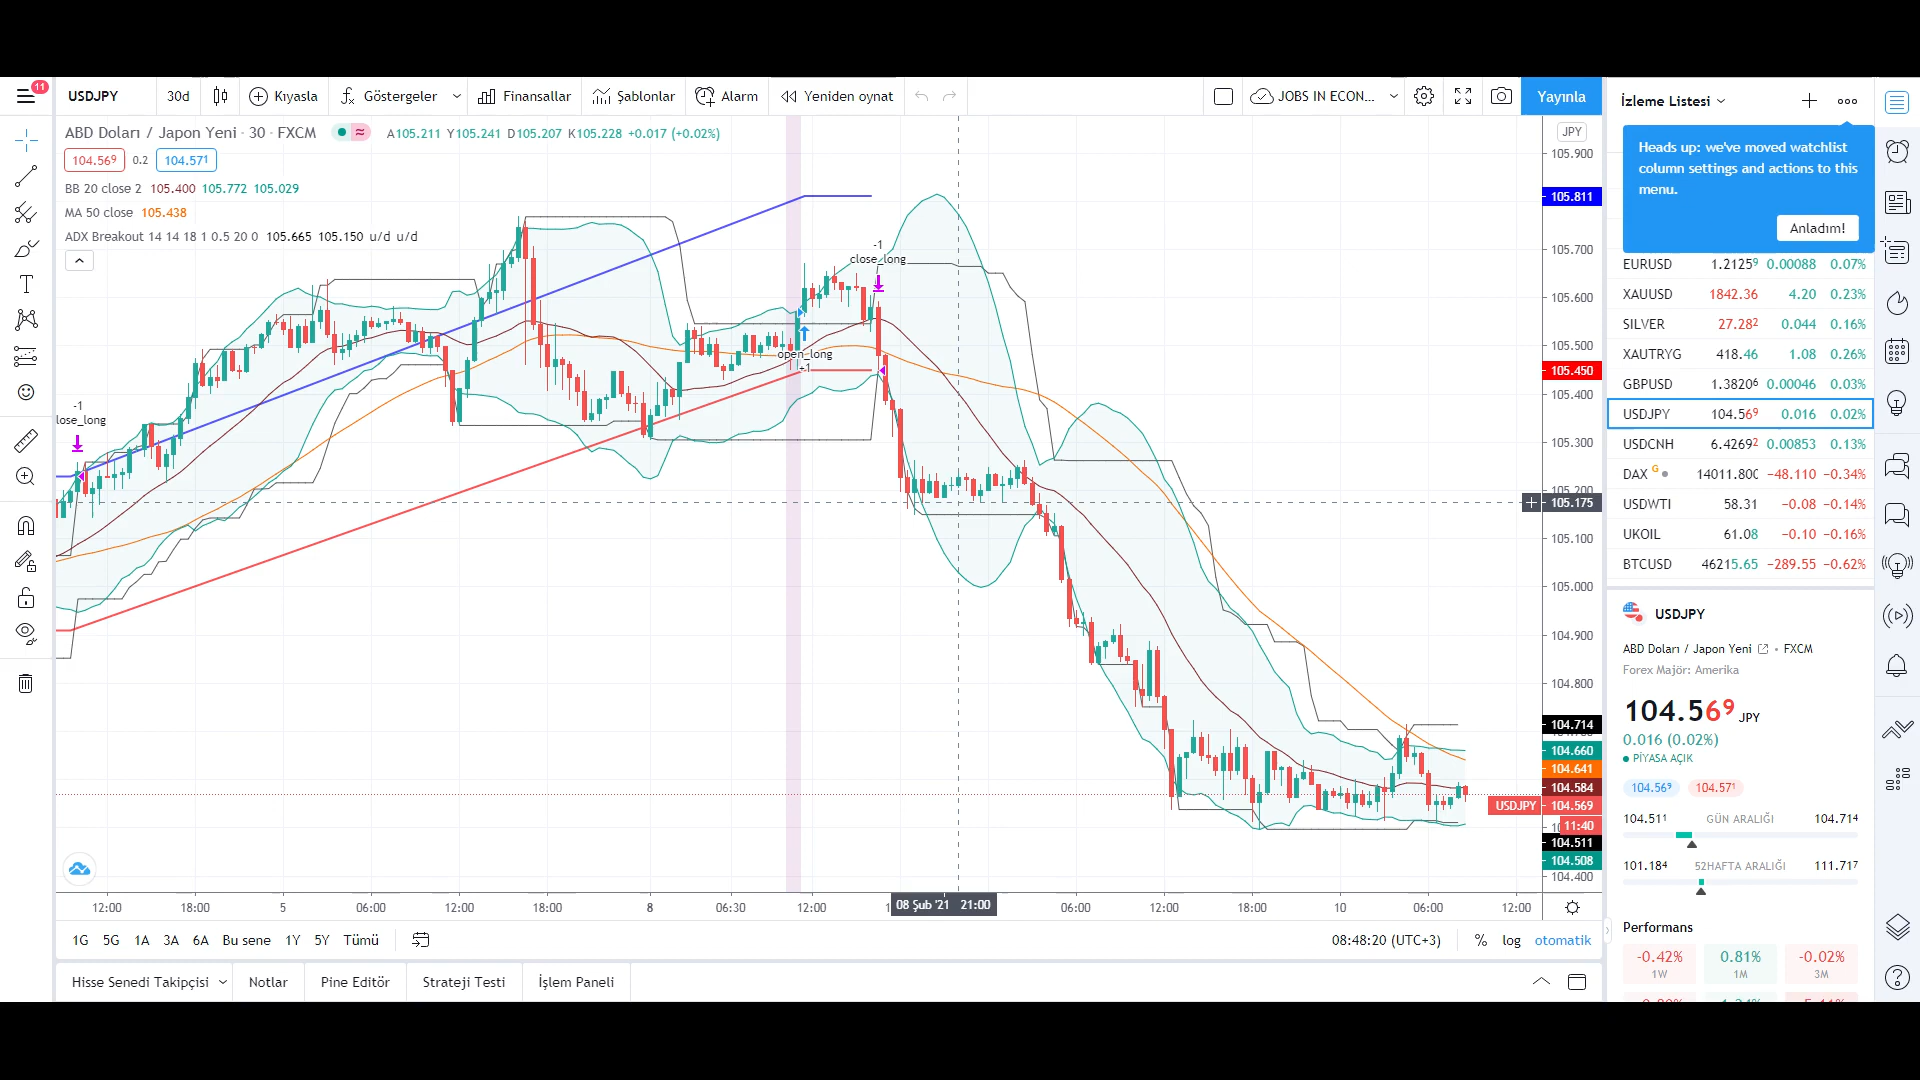 11
USDJPY
30d
Kıyasla
Göstergeler
Finansallar
Şablonlar
Alarm
Yeniden oynat
JOBS IN ECON...
Yayınla
ABD Doları / Japon Yeni · 30 · FXCM
A105.211 Y105.241 D105.207 K105.228 +0.017 (+0.02%)
104.569 0.2 104.571
BB 20 close 2 105.400 105.772 105.029
MA 50 close 105.438
ADX Breakout 14 14 18 1 0.5 20 0 105.665 105.150 u/d u/d
-1
close_long
open_long
+1
-1
lose_long
JPY
105.900
105.811
105.700
105.600
105.500
105.450
105.400
105.300
105.200
105.175
105.100
105.000
104.900
104.800
104.714
104.660
104.641
104.584
USDJPY 104.569
11:40
104.511
104.508
104.400
12:00 18:00 5 06:00 12:00 18:00 8 06:30 12:00 08 Şub '21 21:00 06:00 12:00 18:00 10 06:00 12:00
1G 5G 1A 3A 6A Bu sene 1Y 5Y Tümü
08:48:20 (UTC+3) % log otomatik
Hisse Senedi Takipçisi
Notlar
Pine Editör
Strateji Testi
İşlem Paneli
İzleme Listesi
Heads up: we've moved watchlist
column settings and actions to this
menu.
Anladım!
EURUSD 1.21259 0.00088 0.07%
XAUUSD 1842.36 4.20 0.23%
SILVER 27.282 0.044 0.16%
XAUTRYG 418.46 1.08 0.26%
GBPUSD 1.38206 0.00046 0.03%
USDJPY 104.569 0.016 0.02%
USDCNH 6.42692 0.00853 0.13%
DAX G 14011.800 −48.110 −0.34%
USDWTI 58.31 −0.08 −0.14%
UKOIL 61.08 −0.10 −0.16%
BTCUSD 46215.65 −289.55 −0.62%
USDJPY
ABD Doları / Japon Yeni • FXCM
Forex Majör: Amerika
104.569 JPY
0.016 (0.02%)
PİYASA AÇIK
104.569 104.571
104.511 GÜN ARALIĞI 104.714
101.184 52HAFTA ARALIĞI 111.717
Performans
-0.42% 0.81% -0.02%
1W 1M 3M